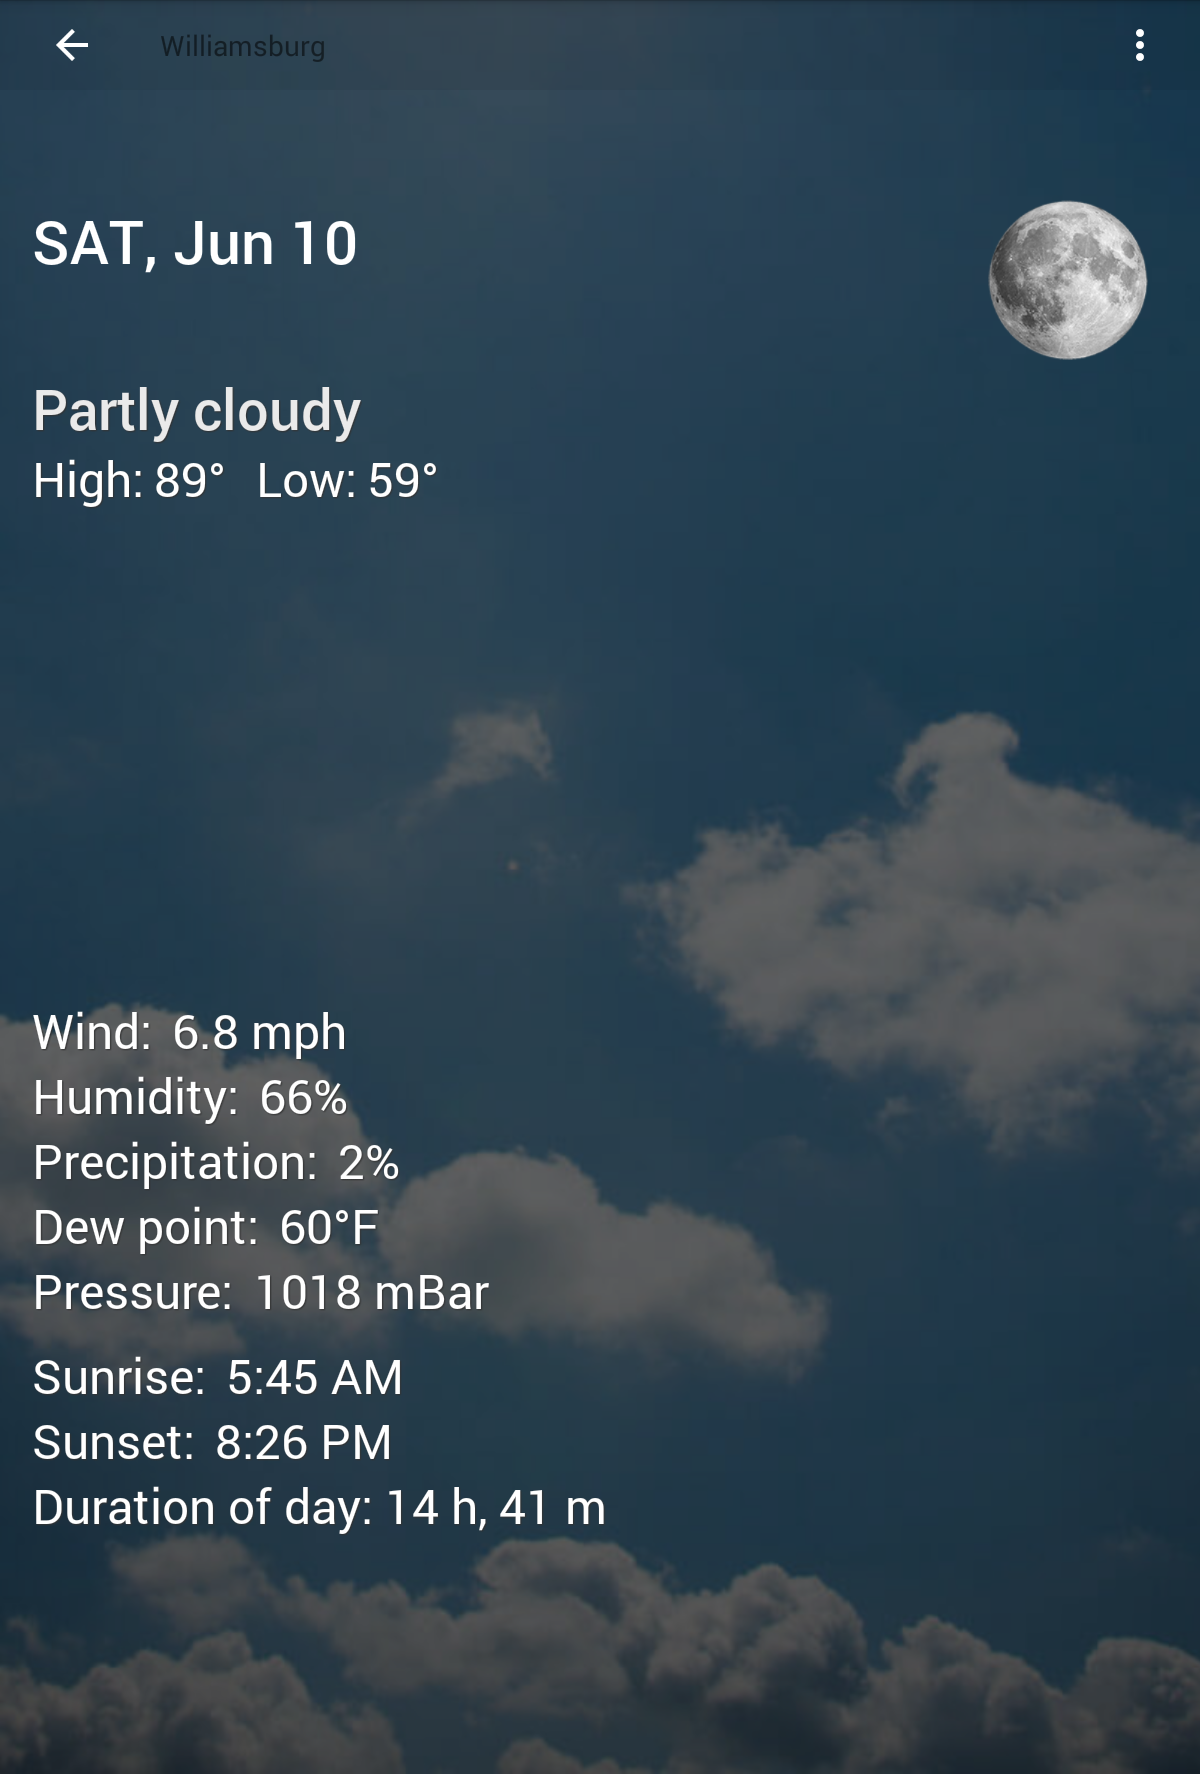 Williamsburg
SAT, Jun 10
Partly cloudy
High: 89° Low: 59°
Wind: 6.8 mph
Humidity: 66%
Precipitation: 2%
Dew point: 60°F
Pressure: 1018 mBar
Sunrise: 5:45 AM
Sunset: 8:26 PM
Duration of day: 14 h, 41 m